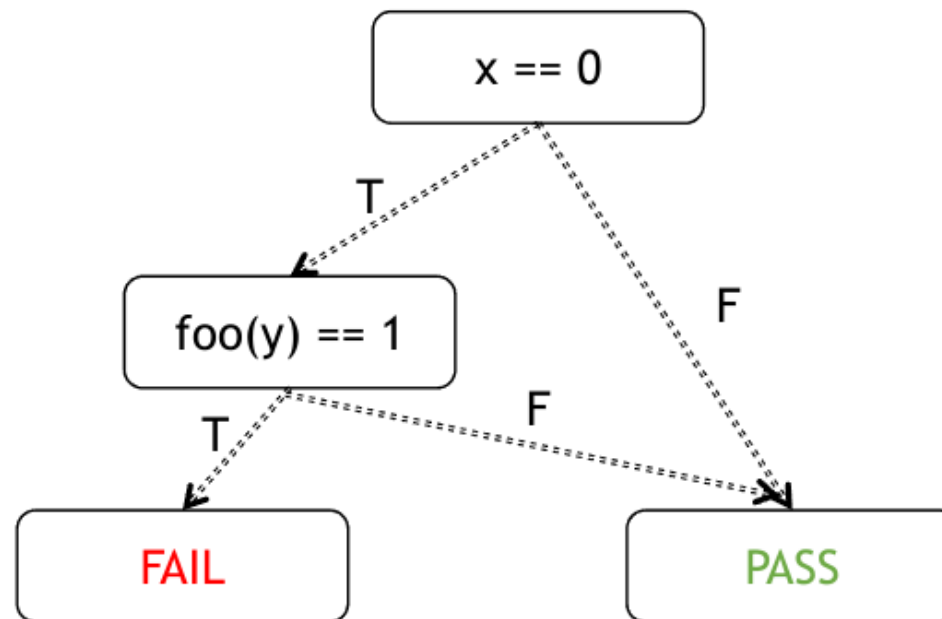 x == 0
T
F
foo(y) == 1
T
F
FAIL
PASS